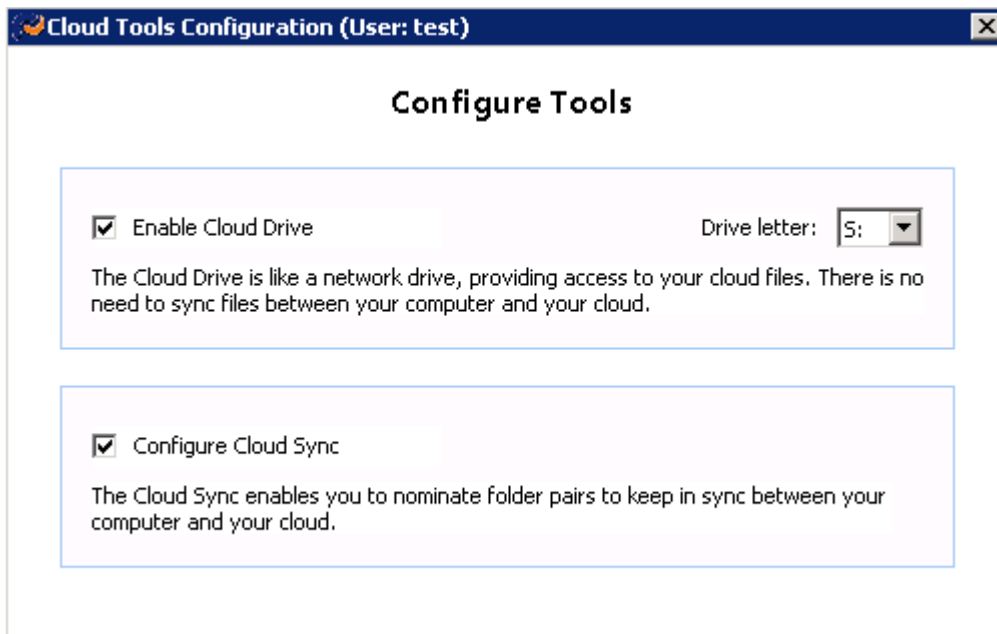 Cloud Tools Configuration (User: test)
Configure Tools
Enable Cloud Drive Drive letter: S:
The Cloud Drive is like a network drive, providing access to your cloud files. There is no
need to sync files between your computer and your cloud.
Configure Cloud Sync
The Cloud Sync enables you to nominate folder pairs to keep in sync between your
computer and your cloud.